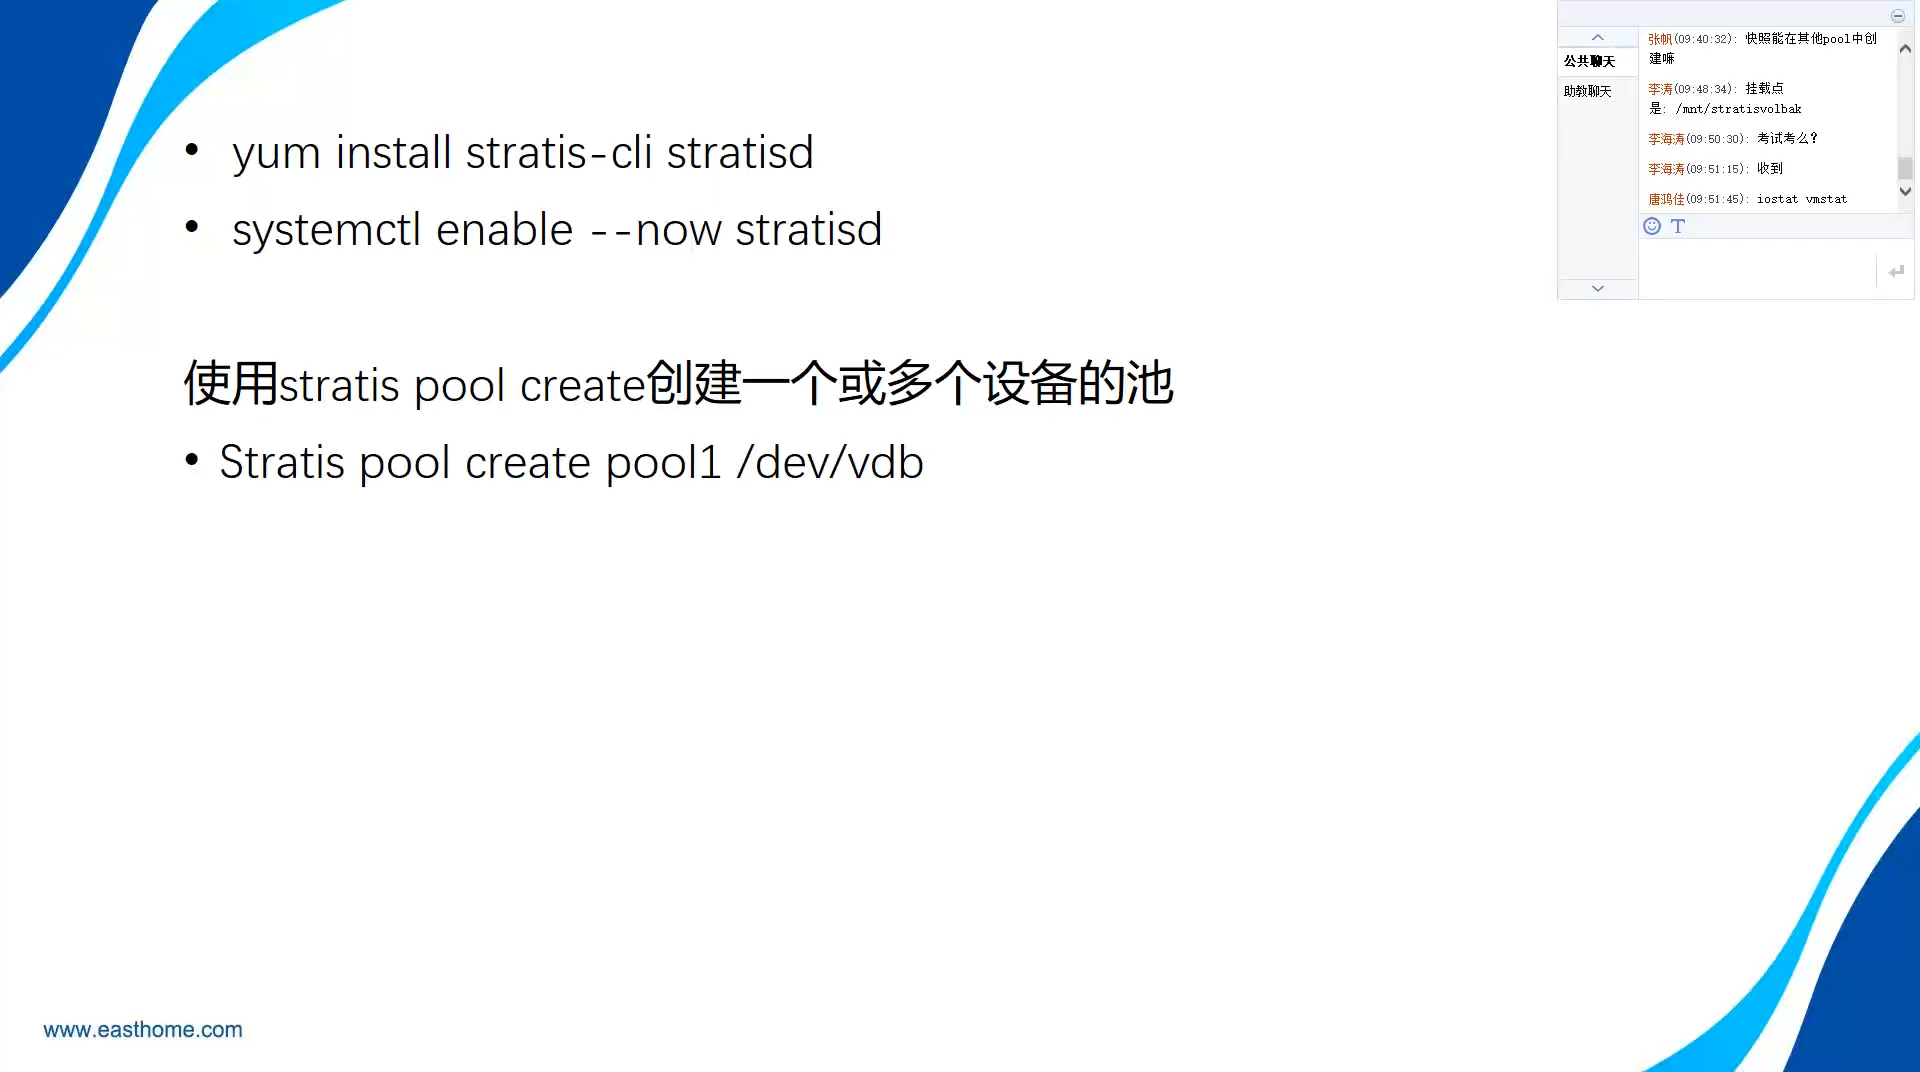 • yum install stratis-cli stratisd
• systemctl enable --now stratisd
使用stratis pool create创建一个或多个设备的池
• Stratis pool create pool1 /dev/vdb
www.easthome.com
公共聊天
助教聊天
张帆(09:40:32): 快照能在其他pool中创
建嘛
李涛(09:48:34): 挂载点
是: /mnt/stratisvolbak
李海涛(09:50:30): 考试考么?
李海涛(09:51:15): 收到
唐鸿佳(09:51:45): iostat vmstat